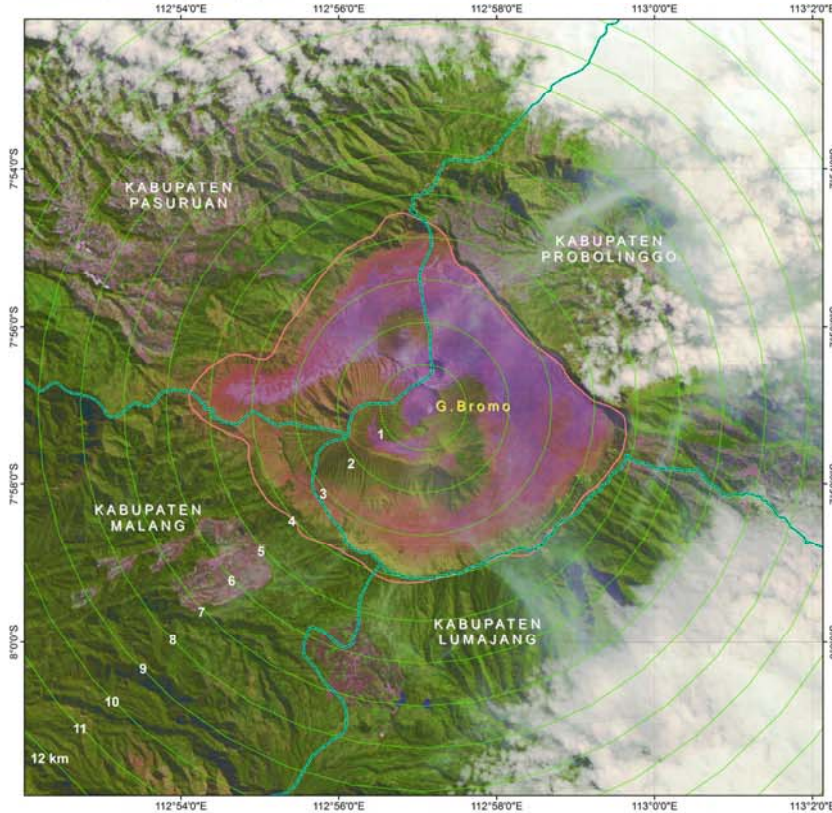 112°54'0"E 112°56'0"E 112°58'0"E 113°0'0"E 113°2'0"E
7°54'0"S
KABUPATEN
PASURUAN
KABUPATEN
PROBOLINGGO
7°56'0"S
G.Bromo
1
2
7°58'0"S
3
KABUPATEN
MALANG
4
5
6
7
KABUPATEN
LUMAJANG
8°0'0"S
8
9
10
11
12 km
112°54'0"E 112°56'0"E 112°58'0"E 113°0'0"E 113°2'0"E